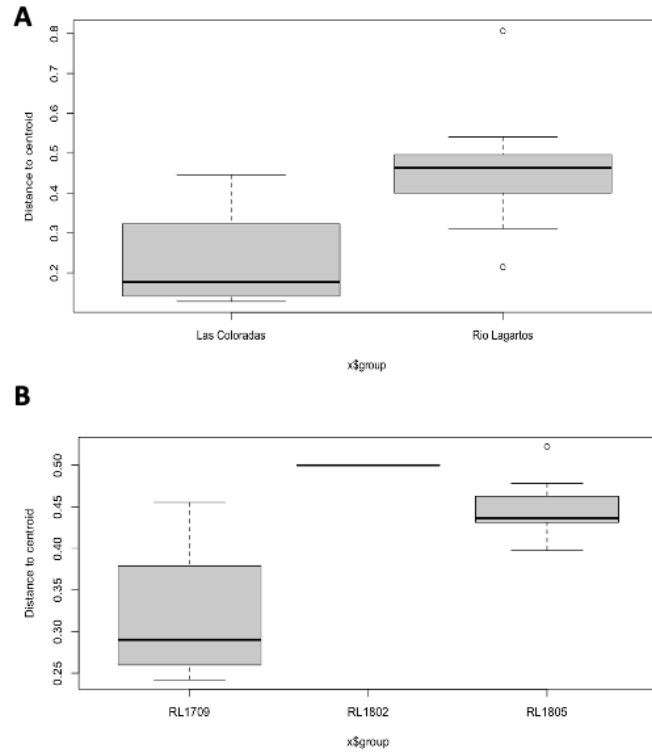 A
Distance to centroid
0.8
0.7
0.6
0.5
0.4
0.3
0.2
Las Coloradas Rio Lagartos
x$group
B
Distance to centroid
0.50
0.45
0.40
0.35
0.30
0.25
RL1709 RL1802 RL1805
x$group